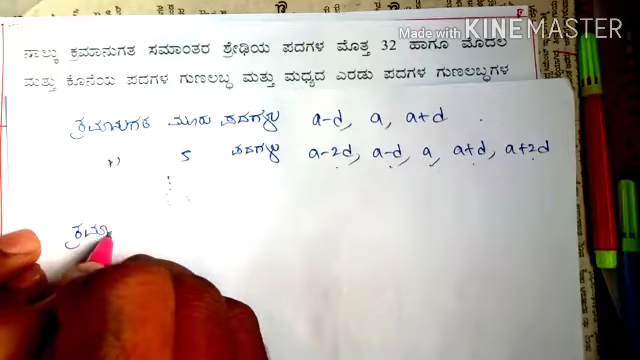 Made with KINEMASTER
ನಾಲ್ಕು ಕ್ರಮಾನುಗತ ಸಮಾಂತರ ಶ್ರೇಢಿಯ ಪದಗಳ ಮೊತ್ತ 32 ಹಾಗೂ ಮೊದಲ
ಮತ್ತು ಕೊನೆಯ ಪದಗಳ ಗುಣಲಬ್ಧ ಮತ್ತು ಮಧ್ಯದ ಎರಡು ಪದಗಳ ಗುಣಲಬ್ಧಗಳ
ಕ್ರಮಾನುಗತ ಮೂರು ಪದಗಳು a-d, a, a+d .
" 5 ಪದಗಳು a-2d, a-d, a, a+d, a+2d
ಕ್ರಮಾ